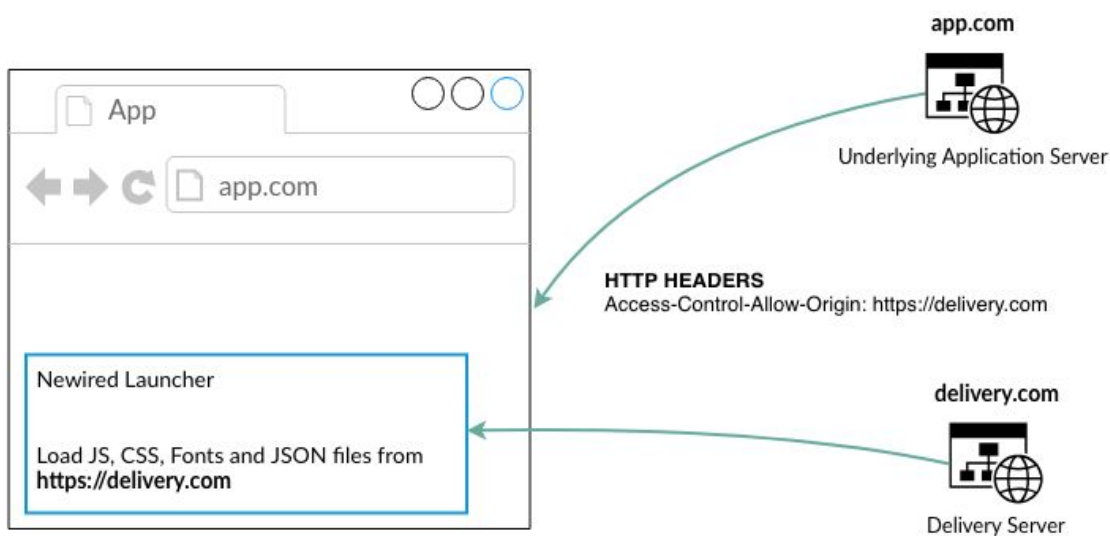 app.com
App
app.com
Underlying Application Server
HTTP HEADERS
Access-Control-Allow-Origin: https://delivery.com
Newired Launcher
Load JS, CSS, Fonts and JSON files from
https://delivery.com
delivery.com
Delivery Server